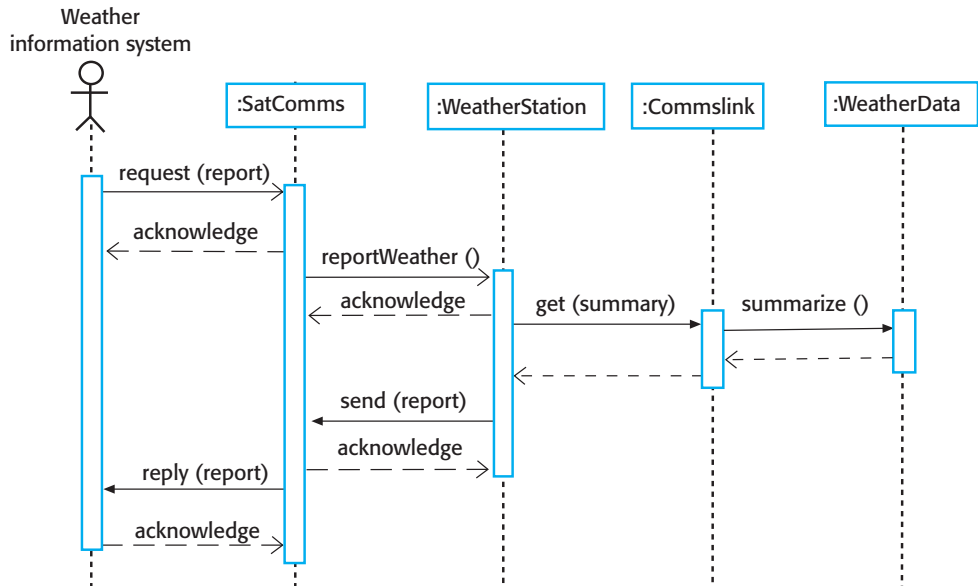 Weather
information system
:SatComms
:WeatherStation
:Commslink
:WeatherData
request (report)
acknowledge
reportWeather ()
acknowledge
get (summary)
summarize ()
send (report)
acknowledge
reply (report)
acknowledge